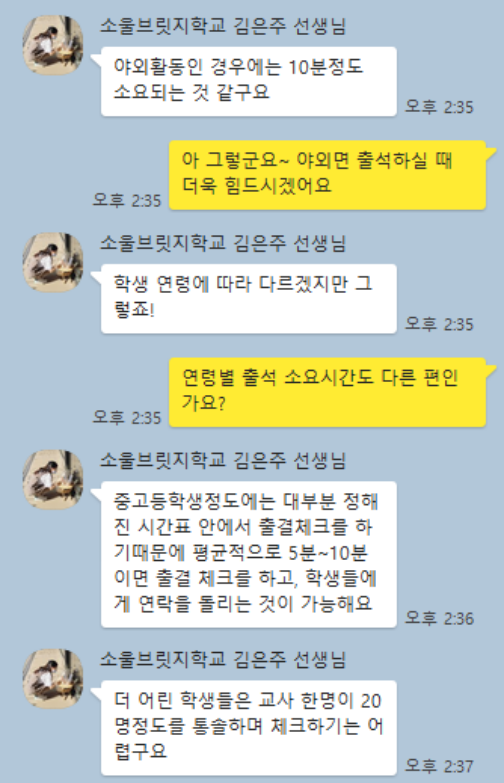 소울브릿지학교 김은주 선생님
야외활동인 경우에는 10분정도
소요되는 것 같구요
오후 2:35
아 그렇군요~ 야외면 출석하실 때
더욱 힘드시겠어요
오후 2:35
소울브릿지학교 김은주 선생님
학생 연령에 따라 다르겠지만 그
렇죠!
오후 2:35
연령별 출석 소요시간도 다른 편인
가요?
오후 2:35
소울브릿지학교 김은주 선생님
중고등학생정도에는 대부분 정해
진 시간표 안에서 출결체크를 하
기때문에 평균적으로 5분~10분
이면 출결 체크를 하고, 학생들에
게 연락을 돌리는 것이 가능해요
오후 2:36
소울브릿지학교 김은주 선생님
더 어린 학생들은 교사 한명이 20
명정도를 통솔하며 체크하기는 어
렵구요
오후 2:37